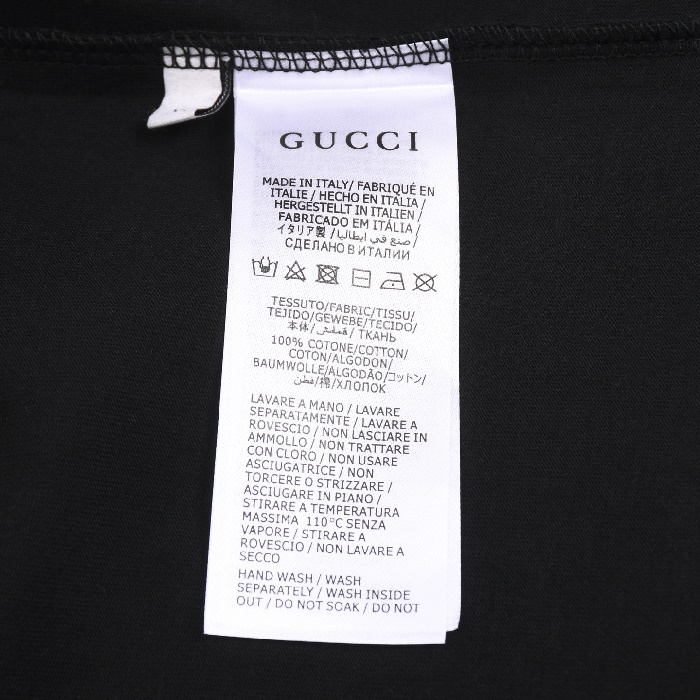 GUCCI
MADE IN ITALY/ FABRIQUÉ EN
ITALIE / HECHO EN ITALIA /
HERGESTELLT IN ITALIEN /
FABRICADO EM ITÁLIA /
イタリア製 /صنع في ايطاليا/
СДЕЛАНО В ИТАЛИИ
TESSUTO/FABRIC/TISSU/
TEJIDO/GEWEBE/TECIDO/
本体/قماش/ ТКАНЬ
100% COTONE/COTTON/
COTON/ALGODON/
BAUMWOLLE/ALGODÃO/コットン/
قطن/棉/ХЛОПОК
LAVARE A MANO / LAVARE
SEPARATAMENTE / LAVARE A
ROVESCIO / NON LASCIARE IN
AMMOLLO / NON TRATTARE
CON CLORO / NON USARE
ASCIUGATRICE / NON
TORCERE O STRIZZARE /
ASCIUGARE IN PIANO /
STIRARE A TEMPERATURA
MASSIMA 110°C SENZA
VAPORE / STIRARE A
ROVESCIO / NON LAVARE A
SECCO
HAND WASH / WASH
SEPARATELY / WASH INSIDE
OUT / DO NOT SOAK / DO NOT